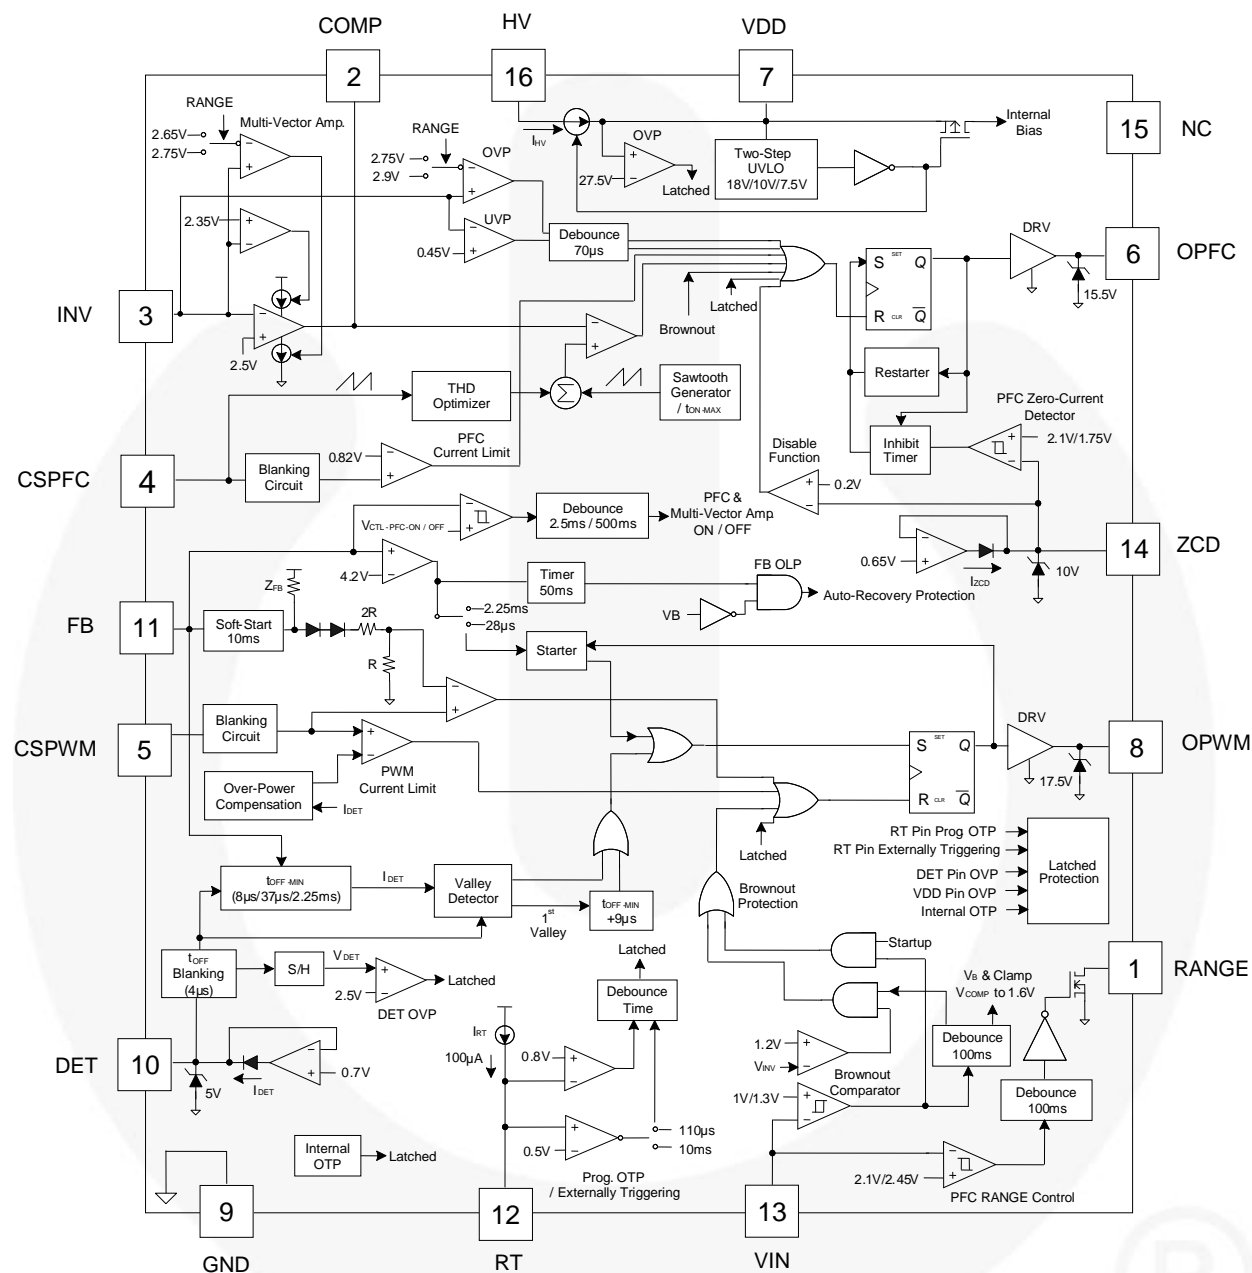 COMP
HV
VDD
2
16
7
RANGE
Multi-Vector Amp.
2.65V
2.75V
RANGE
OVP
2.75V
2.9V
IHV
OVP
27.5V
Latched
Two-Step
UVLO
18V/10V/7.5V
Internal
Bias
15
NC
2.35V
UVP
0.45V
Debounce
70µs
S
SET
Q
R
CLR
Q
DRV
15.5V
6
OPFC
INV
3
2.5V
Latched
Brownout
THD
Optimizer
Σ
Sawtooth
Generator
/ tON-MAX
Restarter
PFC Zero-Current
Detector
2.1V/1.75V
Inhibit
Timer
PFC
Current Limit
0.82V
CSPFC
4
Blanking
Circuit
Disable
Function
0.2V
VCTL-PFC-ON / OFF
Debounce
2.5ms / 500ms
PFC &
Multi-Vector Amp.
ON / OFF
0.65V
IZCD
10V
14
ZCD
4.2V
ZFB
Timer
50ms
FB OLP
VB
Auto-Recovery Protection
FB
11
Soft-Start
10ms
2R
R
2.25ms
28µs
Starter
CSPWM
5
Blanking
Circuit
Over-Power
Compensation
IDET
PWM
Current Limit
S
SET
Q
R
CLR
Q
DRV
17.5V
8
OPWM
Latched
RT Pin Prog. OTP
RT Pin Externally Triggering
DET Pin OVP
VDD Pin OVP
Internal OTP
Latched
Protection
tOFF-MIN
(8µs/37µs/2.25ms)
IDET
Valley
Detector
1st
Valley
tOFF-MIN
+9µs
Brownout
Protection
Startup
tOFF
Blanking
(4µs)
S/H
VDET
2.5V
DET OVP
Latched
Latched
Debounce
Time
VB & Clamp
VCOMP to 1.6V
1
RANGE
DET
10
5V
IDET
0.7V
IRT
100µA
0.8V
0.5V
110µs
10ms
1.2V
VINV
Brownout
Comparator
1V/1.3V
Debounce
100ms
Debounce
100ms
Internal
OTP
Latched
Prog. OTP
/ Externally Triggering
2.1V/2.45V
PFC RANGE Control
9
12
13
GND
RT
VIN
R